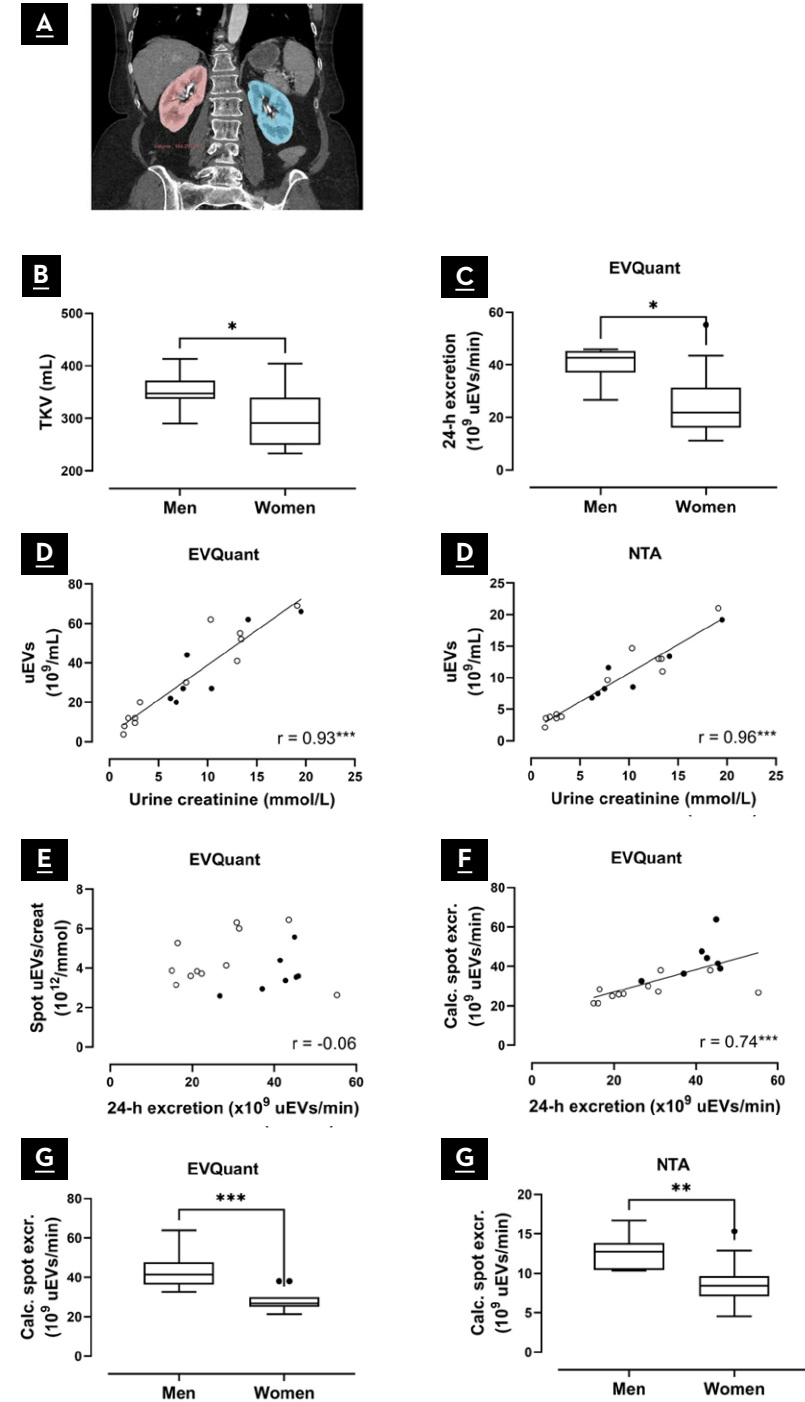 A
B
500
400
300
200
TKV (mL)
*
Men
Women
C
EVQuant
60
40
20
0
24-h excretion
(10⁹ uEVs/min)
*
Men
Women
D
EVQuant
80
60
40
20
0
uEVs
(10⁹/mL)
r = 0.93***
0
5
10
15
20
25
Urine creatinine (mmol/L)
D
NTA
25
20
15
10
5
0
uEVs
(10⁹/mL)
r = 0.96***
0
5
10
15
20
25
Urine creatinine (mmol/L)
E
EVQuant
8
6
4
2
0
Spot uEVs/creat
(10¹²/mmol)
r = -0.06
0
20
40
60
24-h excretion (x10⁹ uEVs/min)
F
EVQuant
80
60
40
20
0
Calc. spot excr.
(10⁹ uEVs/min)
r = 0.74***
0
20
40
60
24-h excretion (x10⁹ uEVs/min)
G
EVQuant
80
60
40
20
0
Calc. spot excr.
(10⁹ uEVs/min)
***
Men
Women
G
NTA
20
15
10
5
0
Calc. spot excr.
(10⁹ uEVs/min)
**
Men
Women